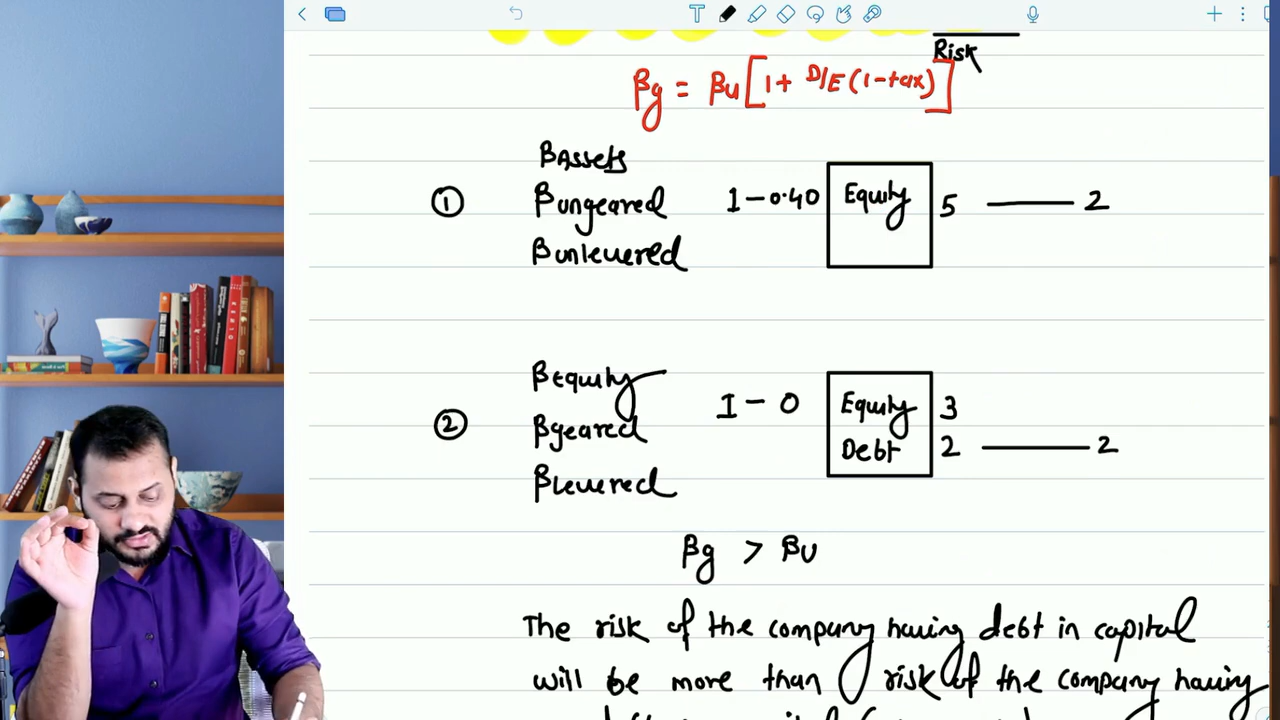 Risk
βg = βu [1 + D/E (1-tax)]
βAssets
① βungeared 1-0.40 Equity 5 —— 2
βunlevered
βEquity
② βgeared 1-0 Equity 3
Debt 2 —— 2
βlevered
βg > βu
The risk of the company having debt in capital
will be more than risk of the company having